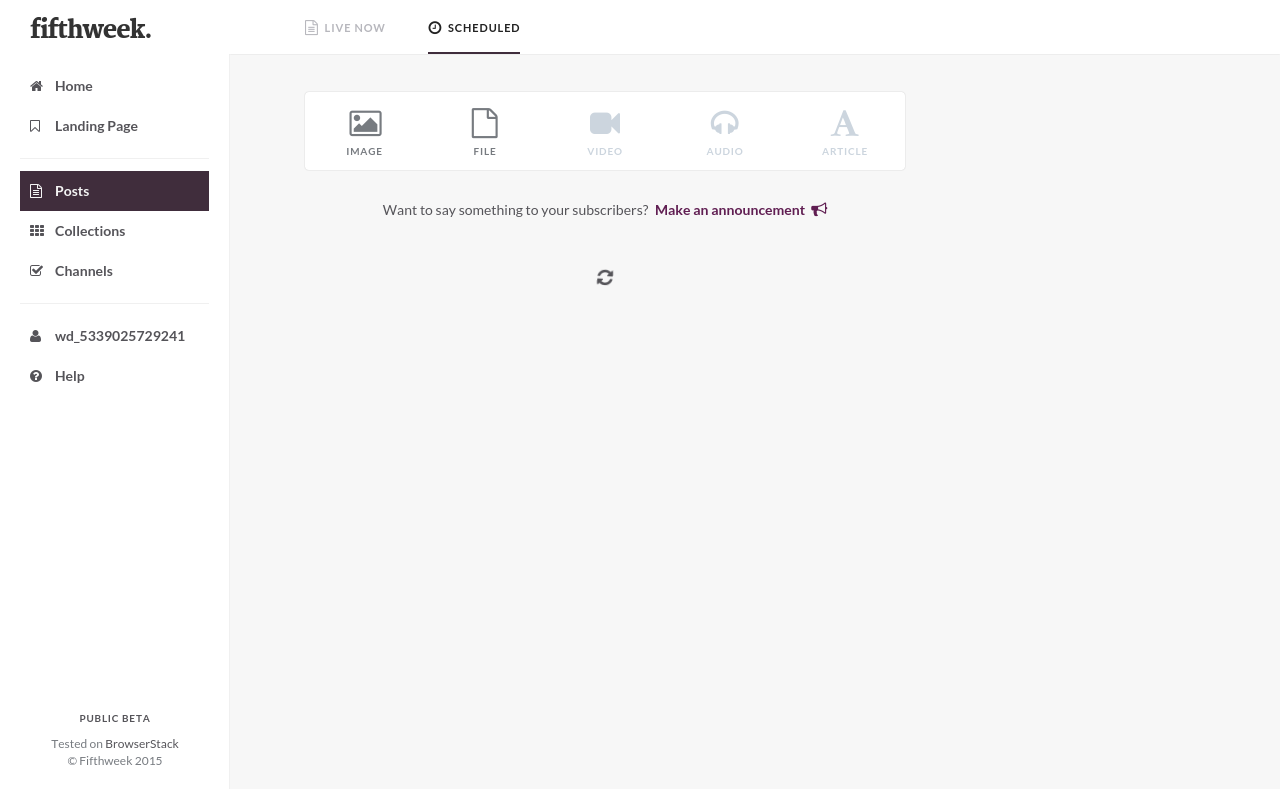 fifthweek.
LIVE NOW
SCHEDULED
Home
Landing Page
Posts
Collections
Channels
wd_5339025729241
Help
IMAGE
FILE
VIDEO
AUDIO
ARTICLE
Want to say something to your subscribers? Make an announcement
PUBLIC BETA
Tested on BrowserStack
© Fifthweek 2015